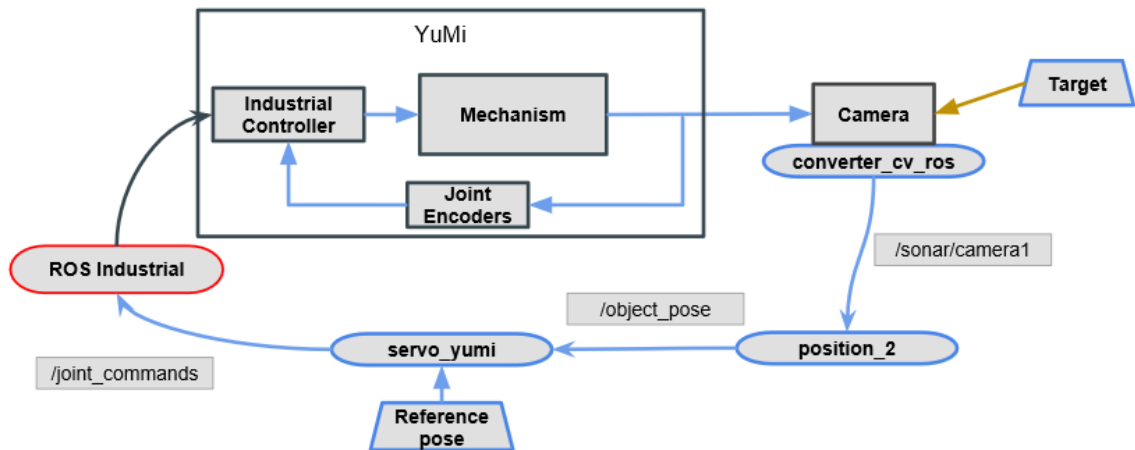 YuMi
Industrial
Controller
Mechanism
Camera
Target
converter_cv_ros
Joint
Encoders
/sonar/camera1
ROS Industrial
/object_pose
servo_yumi
position_2
/joint_commands
Reference
pose